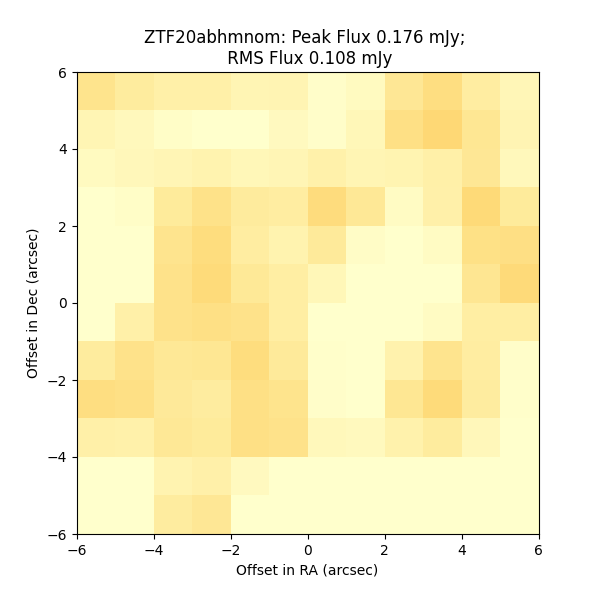 ZTF20abhmnom: Peak Flux 0.176 mJy;
RMS Flux 0.108 mJy
6
4
2
0
−2
−4
−6
Offset in Dec (arcsec)
−6 −4 −2 0 2 4 6
Offset in RA (arcsec)